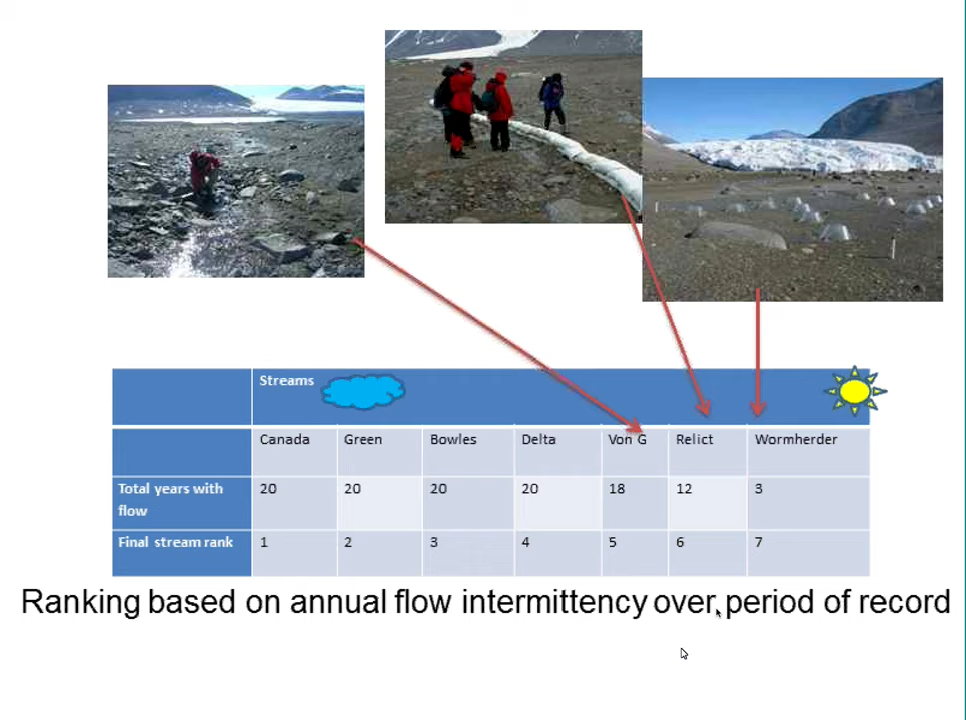 Streams
Canada Green Bowles Delta Von G Relict Wormherder
Total years with flow 20 20 20 20 18 12 3
Final stream rank 1 2 3 4 5 6 7
Ranking based on annual flow intermittency over period of record